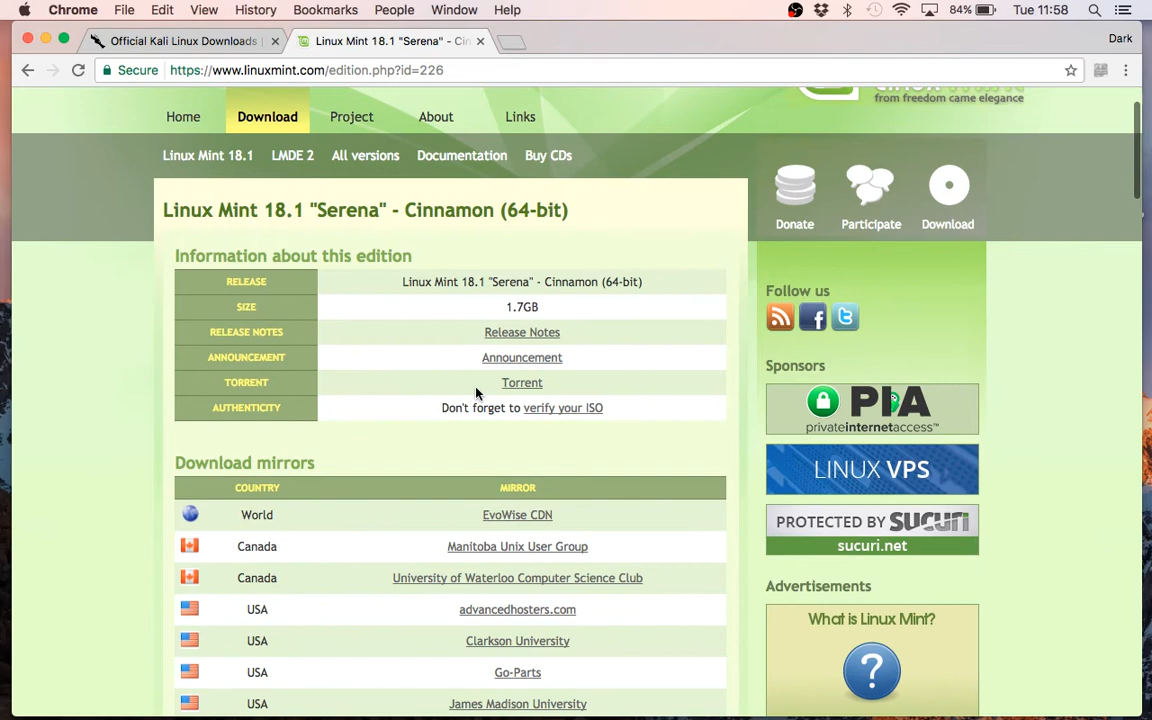 Chrome File Edit View History Bookmarks People Window Help 84% Tue 11:58
Official Kali Linux Downloads | Linux Mint 18.1 "Serena" - Cin Dark
Secure https://www.linuxmint.com/edition.php?id=226
from freedom came elegance
Home Download Project About Links
Linux Mint 18.1 LMDE 2 All versions Documentation Buy CDs
Donate Participate Download
Linux Mint 18.1 "Serena" - Cinnamon (64-bit)
Information about this edition
RELEASE Linux Mint 18.1 "Serena" - Cinnamon (64-bit)
SIZE 1.7GB
RELEASE NOTES Release Notes
ANNOUNCEMENT Announcement
TORRENT Torrent
AUTHENTICITY Don't forget to verify your ISO
Download mirrors
COUNTRY MIRROR
World EvoWise CDN
Canada Manitoba Unix User Group
Canada University of Waterloo Computer Science Club
USA advancedhosters.com
USA Clarkson University
USA Go-Parts
USA James Madison University
Follow us
Sponsors
PIA
privateinternetaccess™
LINUX VPS
PROTECTED BY SUCURI
sucuri.net
Advertisements
What is Linux Mint?
?